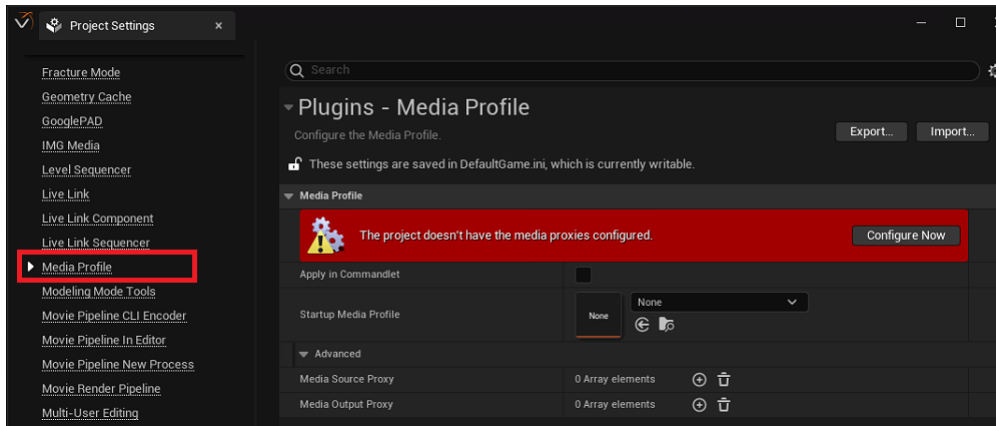 Project Settings
Fracture Mode
Geometry Cache
GooglePAD
IMG Media
Level Sequencer
Live Link
Live Link Component
Live Link Sequencer
Media Profile
Modeling Mode Tools
Movie Pipeline CLI Encoder
Movie Pipeline In Editor
Movie Pipeline New Process
Movie Render Pipeline
Multi-User Editing
Search
Plugins - Media Profile
Configure the Media Profile.
Export...
Import...
These settings are saved in DefaultGame.ini, which is currently writable.
Media Profile
The project doesn't have the media proxies configured.
Configure Now
Apply in Commandlet
Startup Media Profile
None
None
Advanced
Media Source Proxy
0 Array elements
Media Output Proxy
0 Array elements